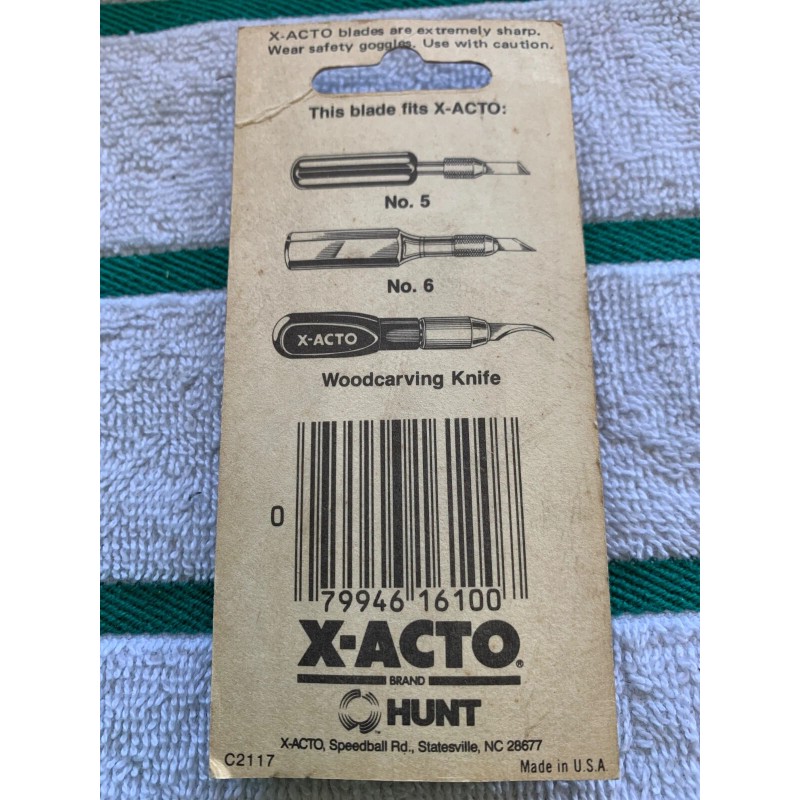 X-ACTO blades are extremely sharp.
Wear safety goggles. Use with caution.
This blade fits X-ACTO:
No. 5
No. 6
X-ACTO
Woodcarving Knife
0
79946 16100
X-ACTO®
BRAND
HUNT™
X-ACTO, Speedball Rd., Statesville, NC 28677
C2117
Made in U.S.A